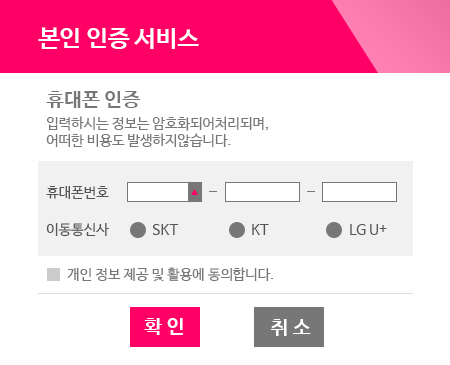 본인 인증 서비스
휴대폰 인증
입력하시는 정보는 암호화되어처리되며,
어떠한 비용도 발생하지않습니다.
휴대폰번호 – –
이동통신사 SKT KT LG U+
개인 정보 제공 및 활용에 동의합니다.
확 인 취 소